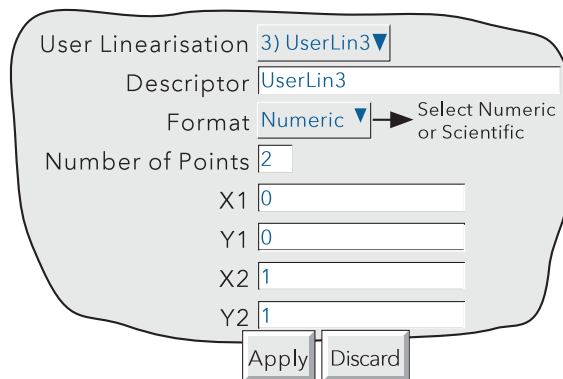 User Linearisation 3) UserLin3
Descriptor UserLin3
Format Numeric Select Numeric
or Scientific
Number of Points 2
X1 0
Y1 0
X2 1
Y2 1
Apply Discard